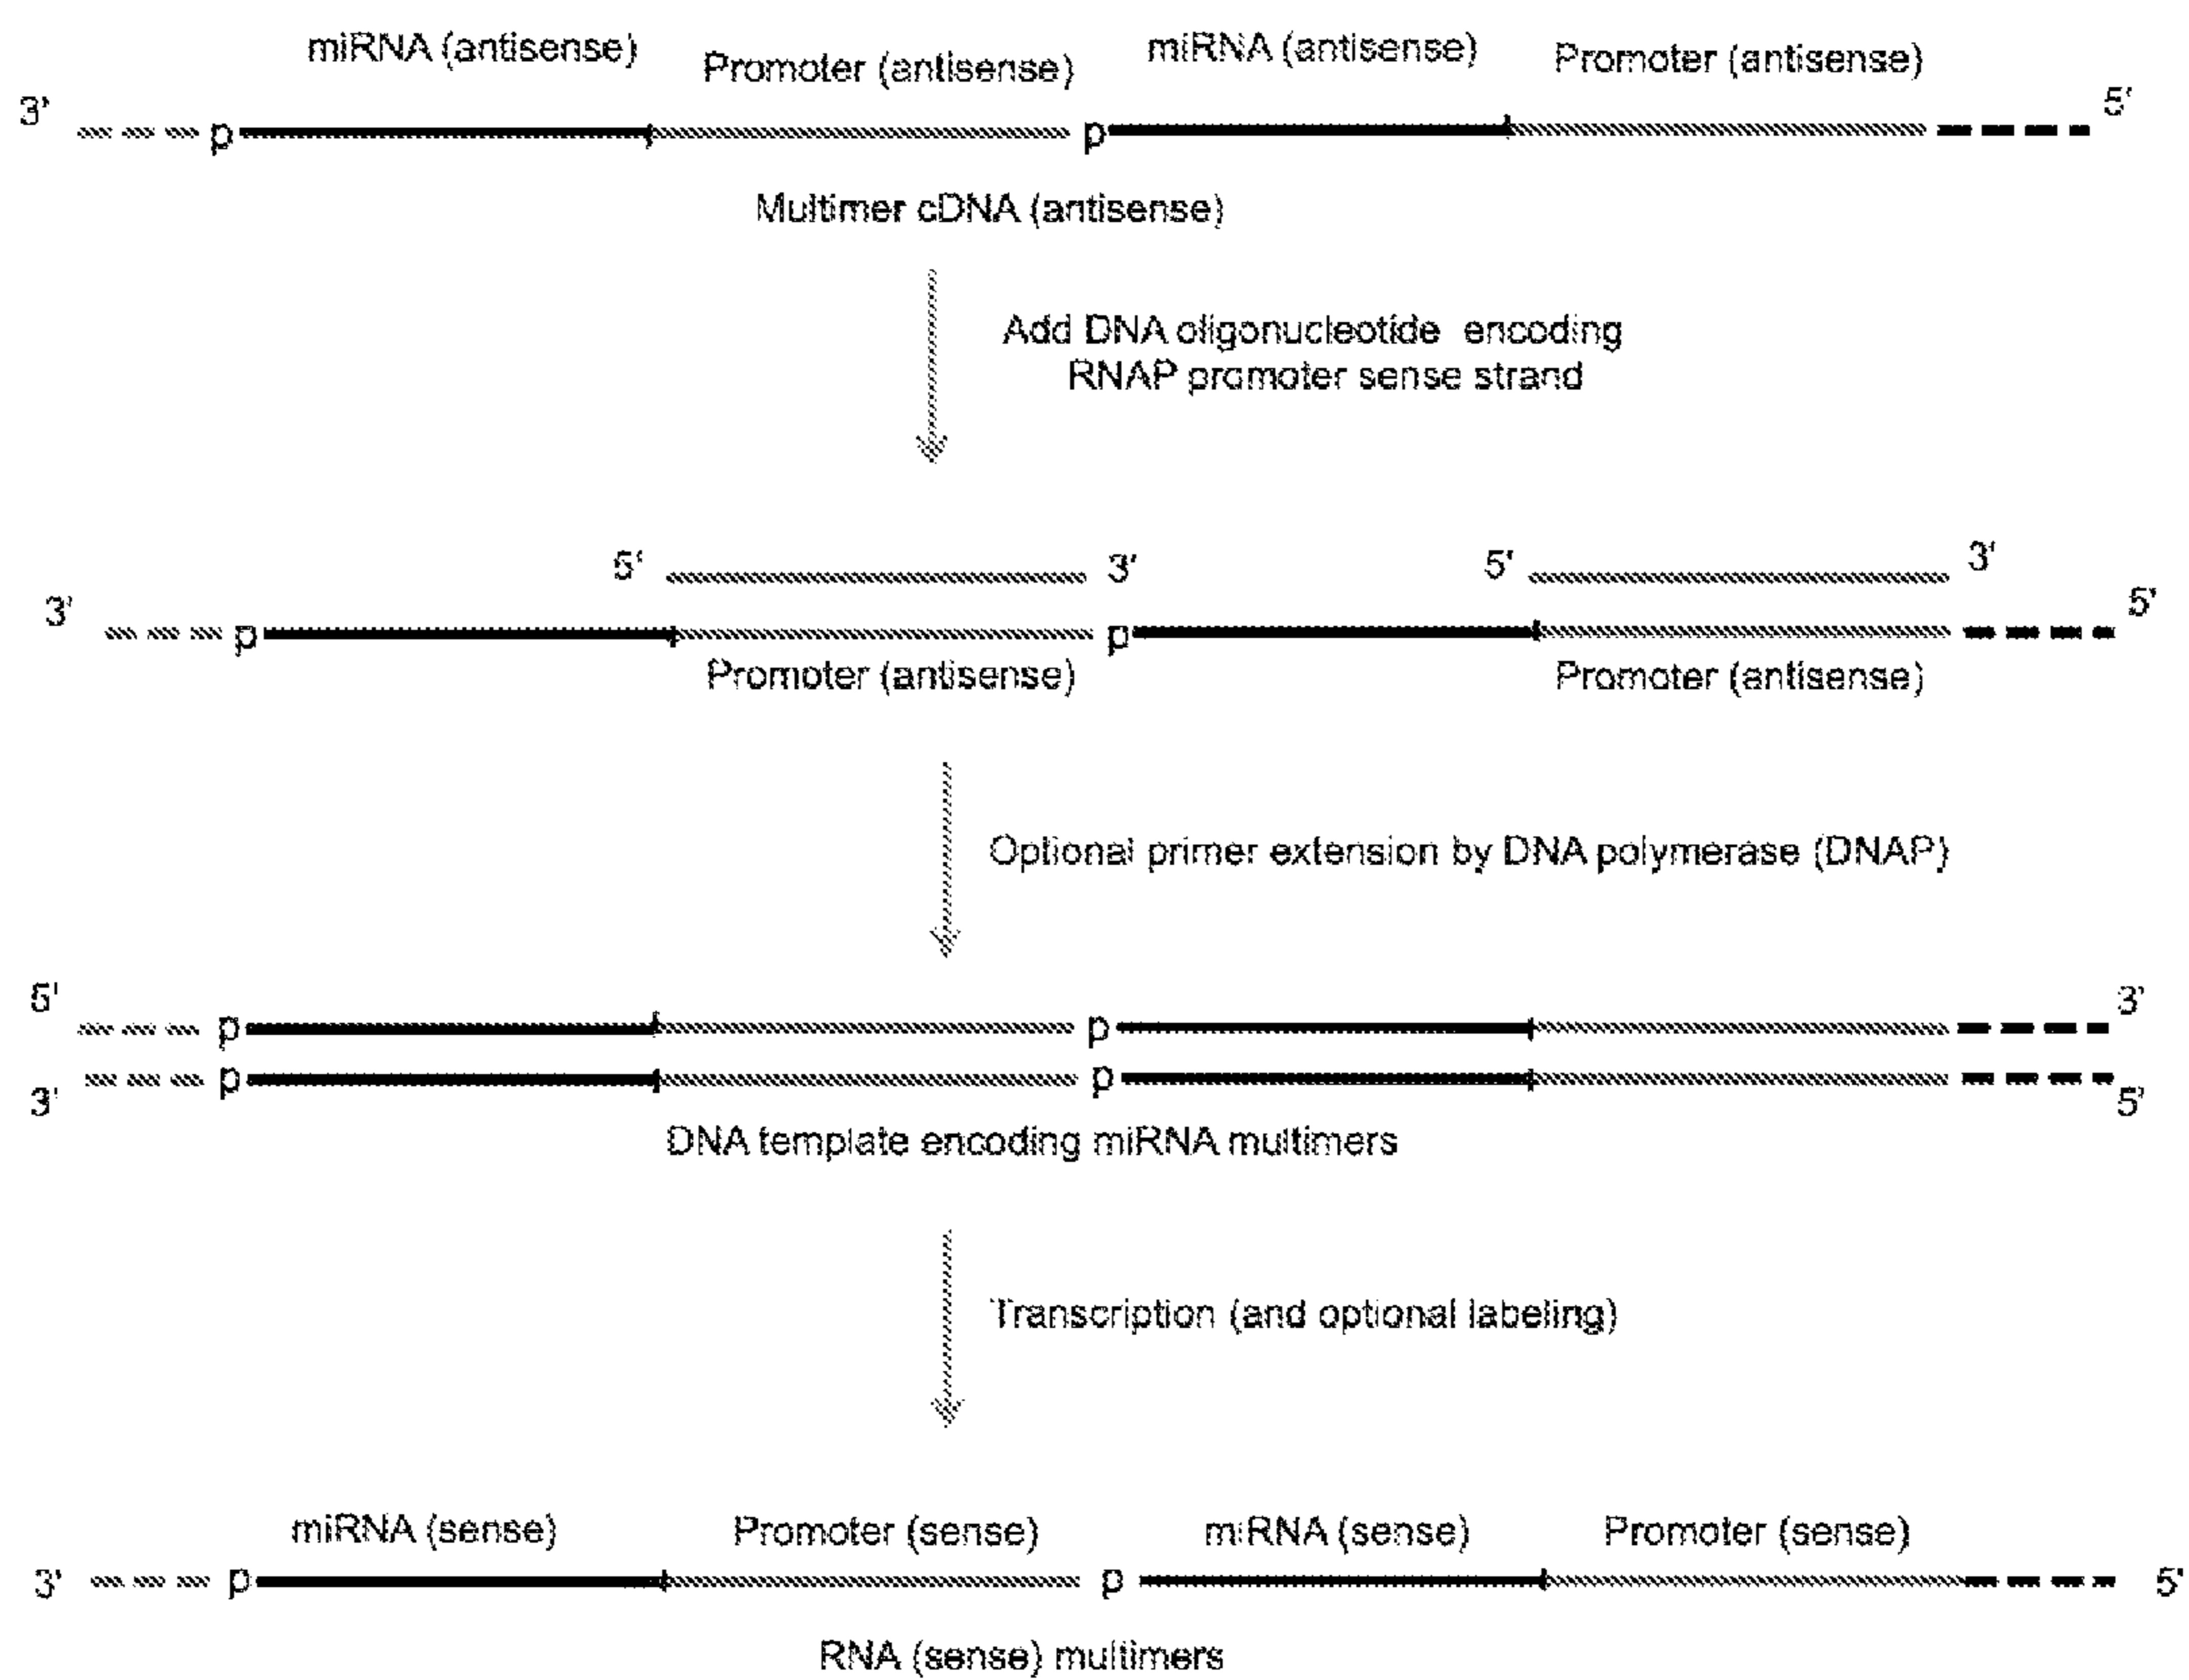 miRNA (antisense) Promoter (antisense) miRNA (antisense) Promoter (antisense)
3' p p 5'
Multimer cDNA (antisense)
Add DNA oligonucleotide encoding
RNAP promoter sense strand
5' 3' 5' 3'
3' p p 5'
Promoter (antisense) Promoter (antisense)
Optional primer extension by DNA polymerase (DNAP)
5' p p 3'
3' p p 5'
DNA template encoding miRNA multimers
Transcription (and optional labeling)
miRNA (sense) Promoter (sense) miRNA (sense) Promoter (sense)
3' p p 5'
RNA (sense) multimers